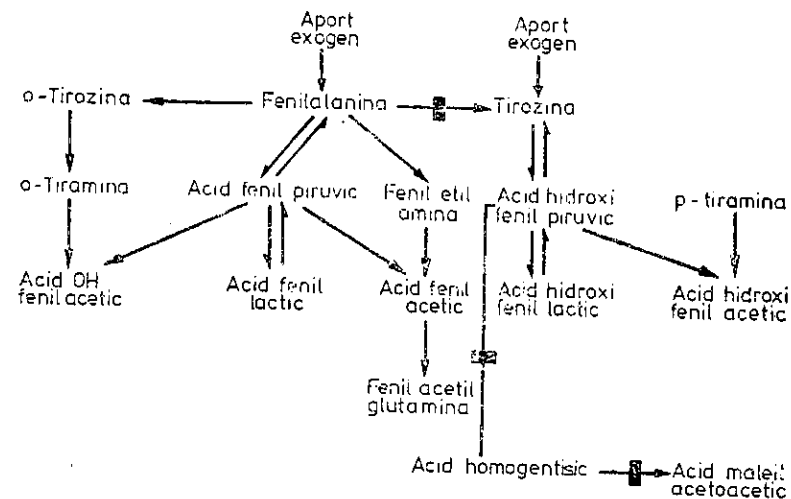 Aport
exogen
Aport
exogen
o-Tirozina
Fenilalanina
Tirozina
o-Tiramina
Acid fenil piruvic
Fenil etil
amina
Acid hidroxi
fenil piruvic
p-tiramina
Acid OH
fenil acetic
Acid fenil
lactic
Acid fenil
acetic
Acid hidroxi
fenil lactic
Acid hidroxi
fenil acetic
Fenil acetil
glutamina
Acid homogentisic
Acid maleil
acetoacetic